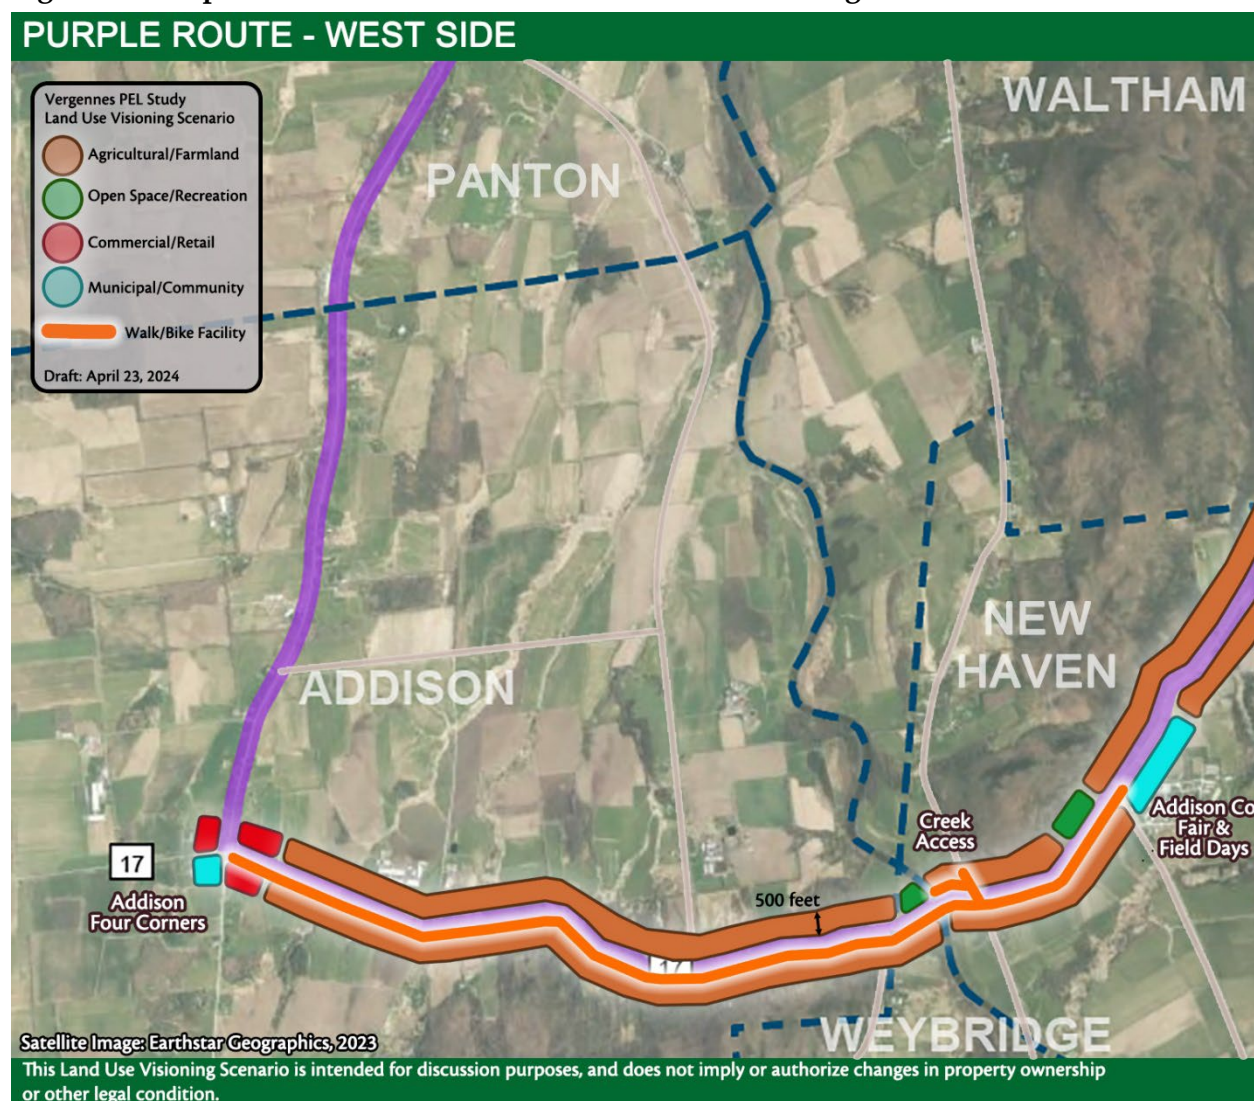 PURPLE ROUTE - WEST SIDE
WALTHAM
Vergennes PEL Study
Land Use Visioning Scenario
Agricultural/Farmland
Open Space/Recreation
Commercial/Retail
Municipal/Community
Walk/Bike Facility
Draft: April 23, 2024
PANTON
NEW
HAVEN
ADDISON
Creek
Access
Addison Co
Fair &
Field Days
17
Addison
Four Corners
500 feet
17
WEYBRIDGE
Satellite Image: Earthstar Geographics, 2023
This Land Use Visioning Scenario is intended for discussion purposes, and does not imply or authorize changes in property ownership
or other legal condition.